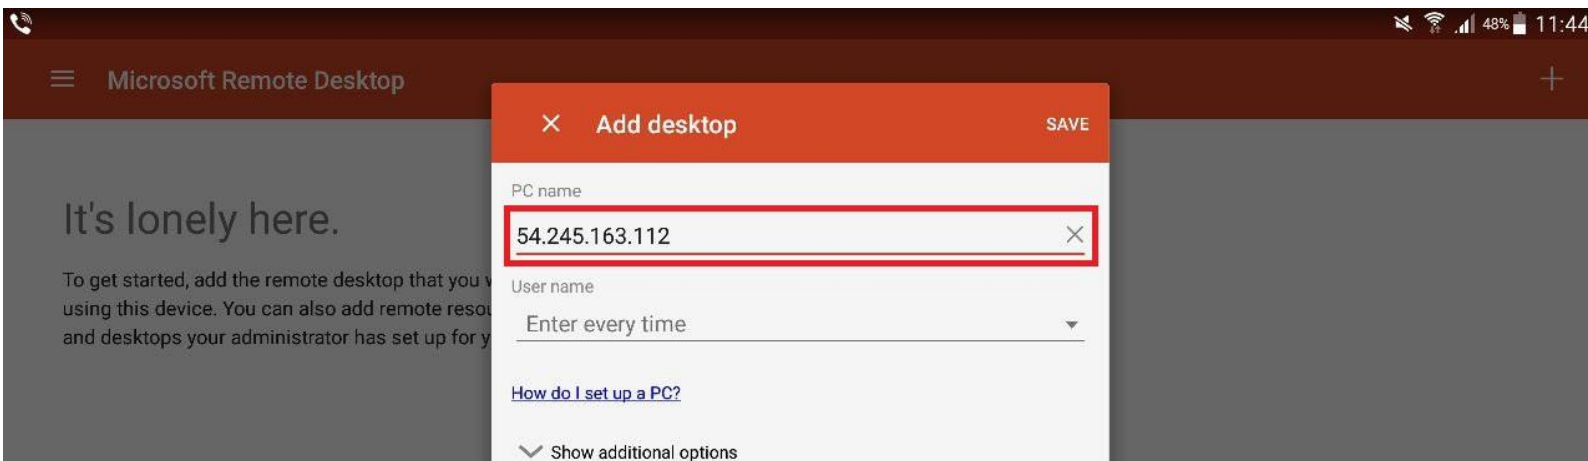 48% 11:44
Microsoft Remote Desktop
Add desktop
SAVE
PC name
54.245.163.112
User name
Enter every time
How do I set up a PC?
Show additional options
It's lonely here.
To get started, add the remote desktop that you
using this device. You can also add remote
and desktops your administrator has set up for